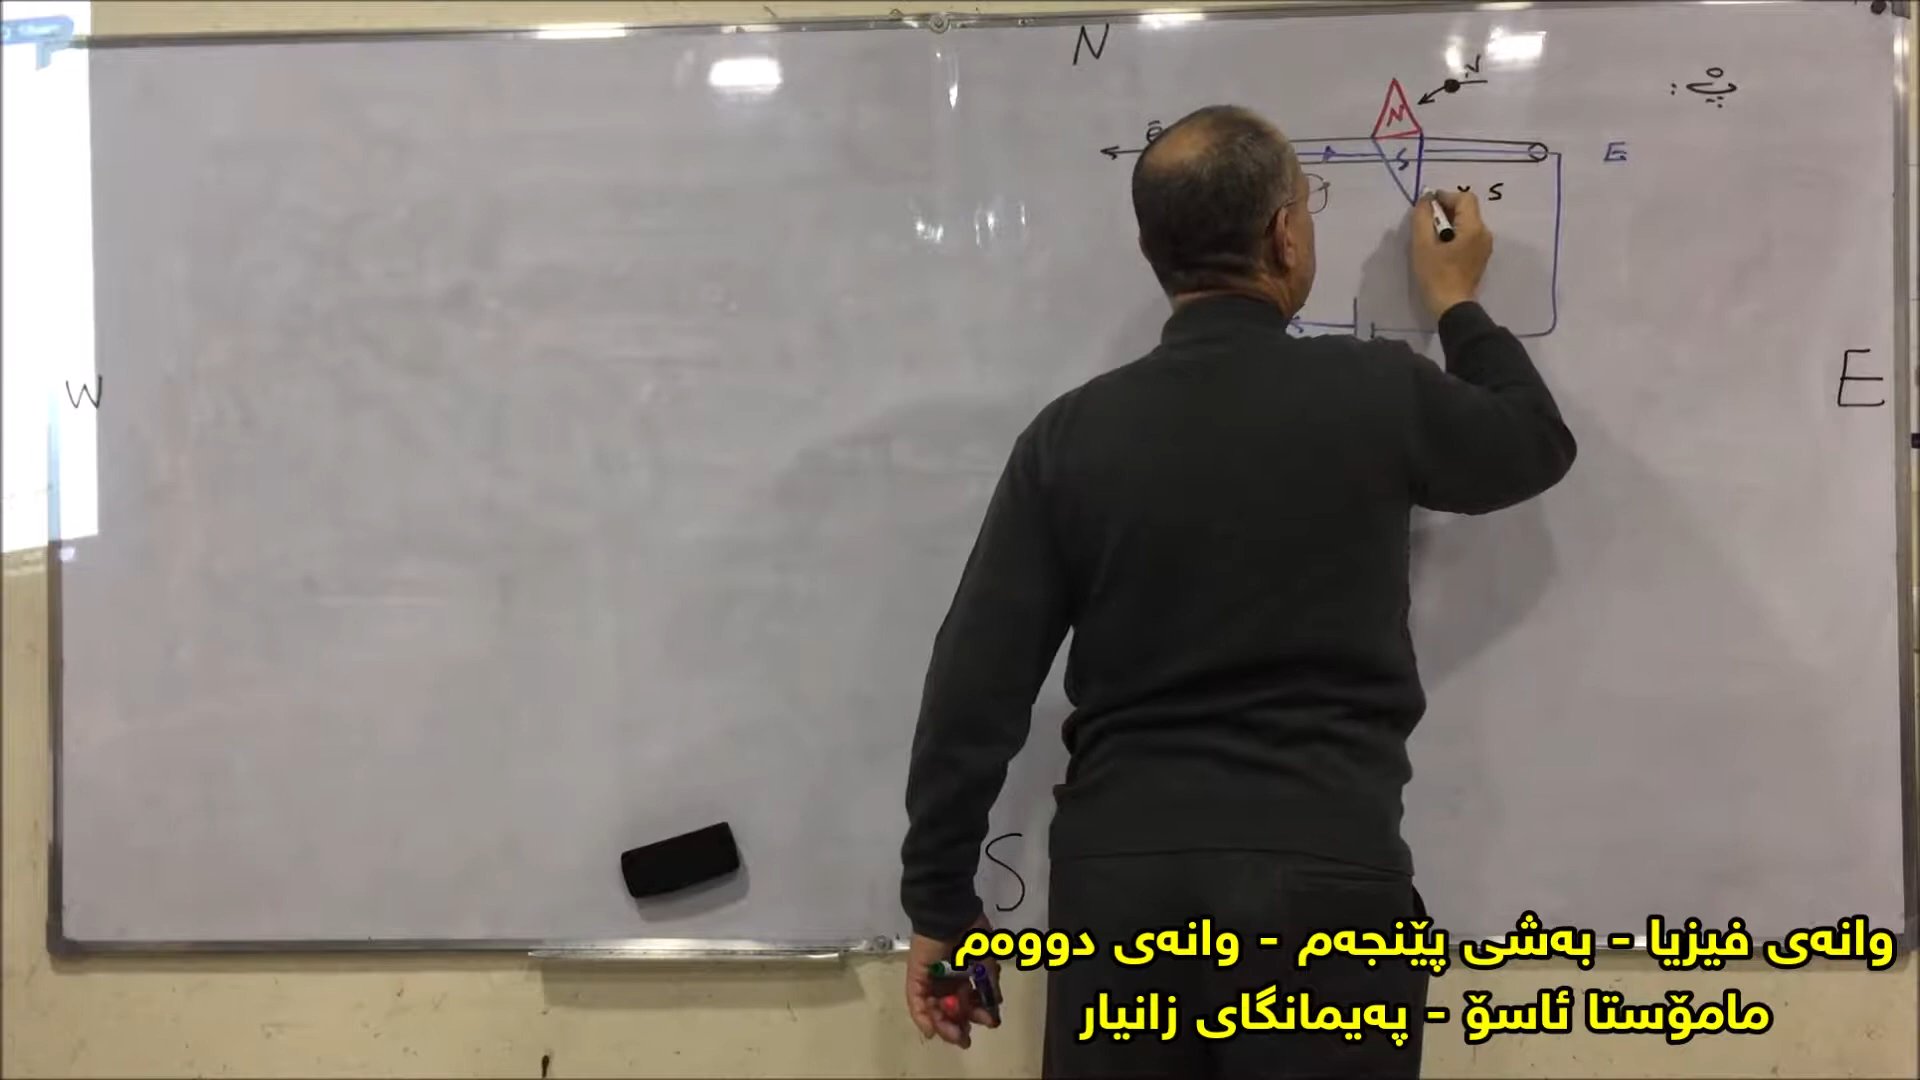 N
N
S
E
S
W
E
S
وانەی فیزیا - بەشی پێنجەم - وانەی دووەم
مامۆستا ئاسۆ - پەیمانگای زانیار